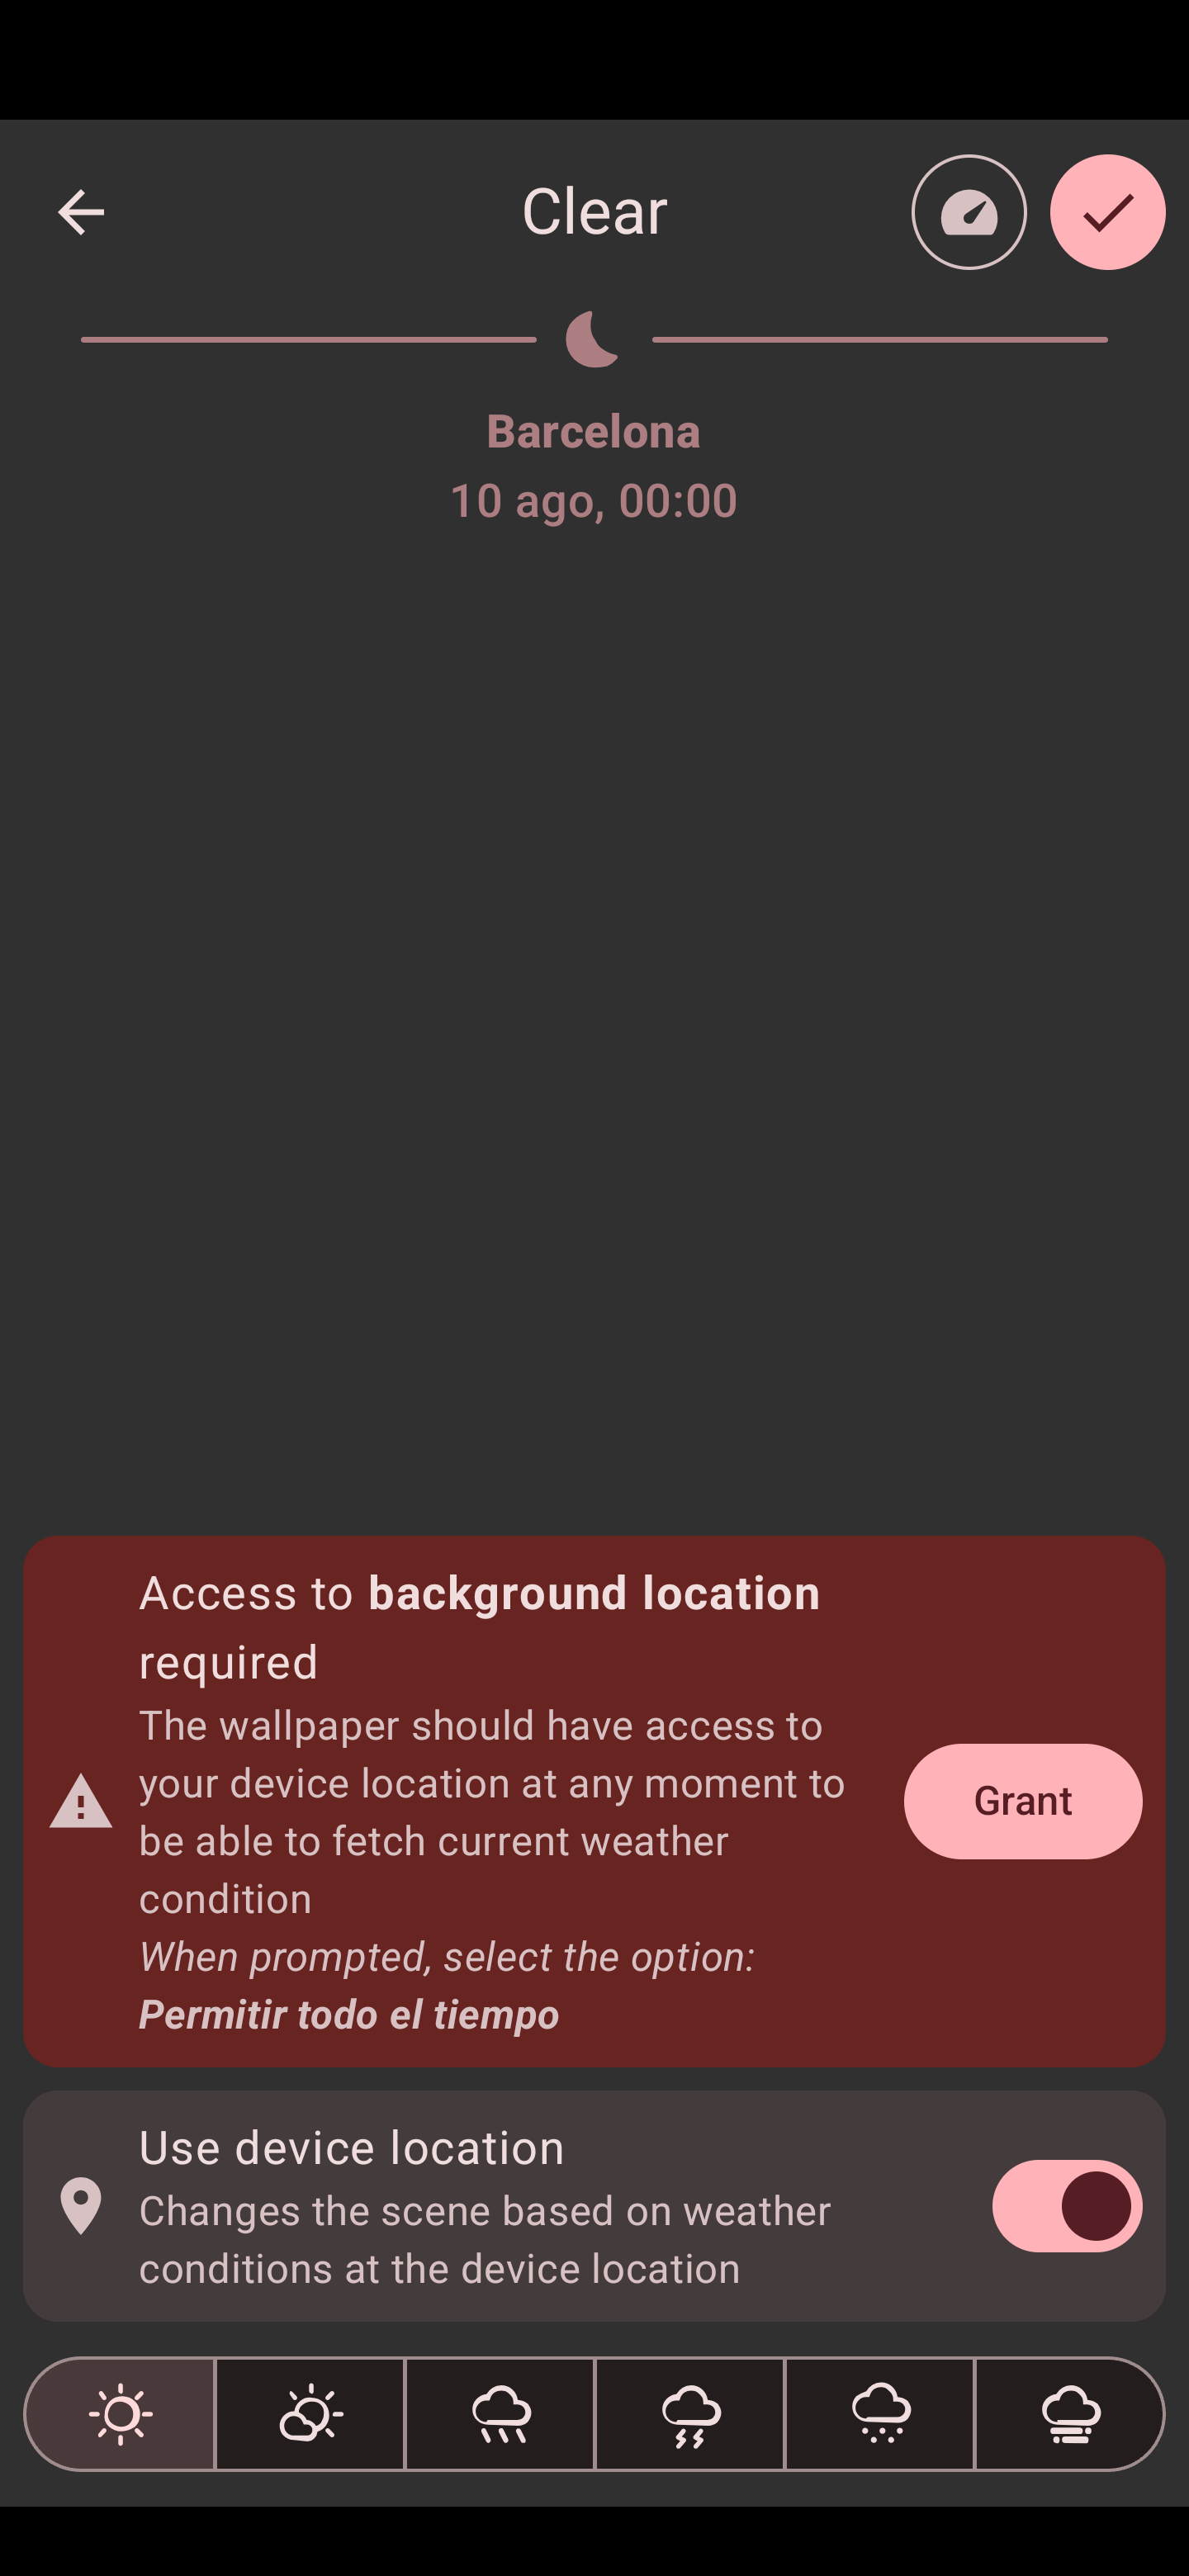 Clear
Barcelona
10 ago, 00:00
Access to background location
required
The wallpaper should have access to
your device location at any moment to
be able to fetch current weather
condition
When prompted, select the option:
Permitir todo el tiempo
Grant
Use device location
Changes the scene based on weather
conditions at the device location